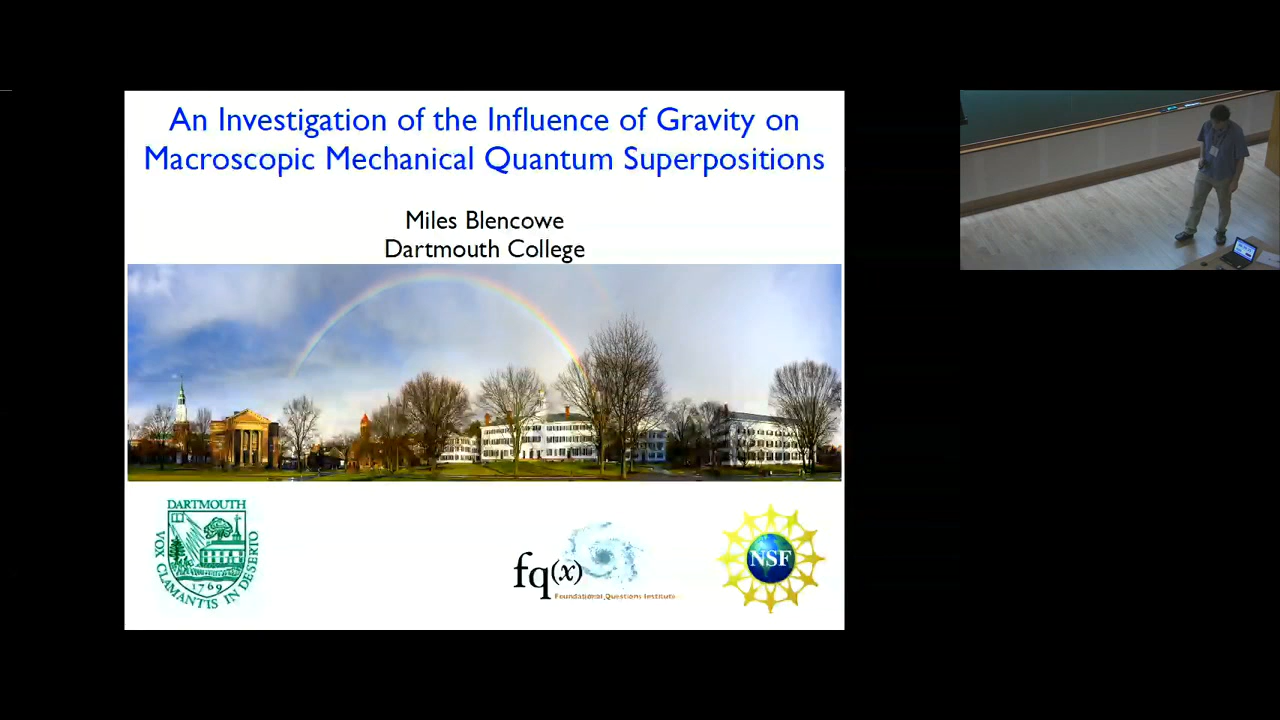 An Investigation of the Influence of Gravity on
Macroscopic Mechanical Quantum Superpositions
Miles Blencowe
Dartmouth College
DARTMOUTH
VOX CLAMANTIS IN DESERTO
1769
fq(x)
Foundational Questions Institute
NSF